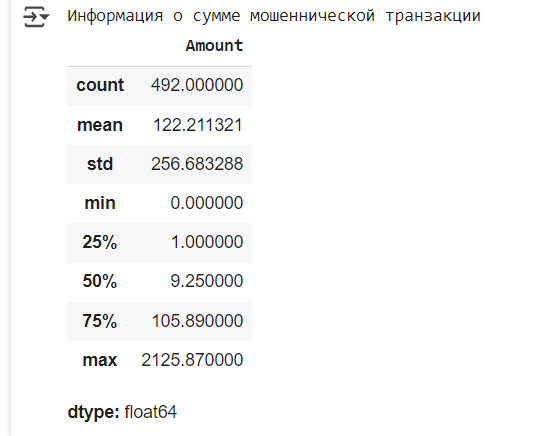 Информация о сумме мошеннической транзакции
Amount
count 492.000000
mean 122.211321
std 256.683288
min 0.000000
25% 1.000000
50% 9.250000
75% 105.890000
max 2125.870000
dtype: float64